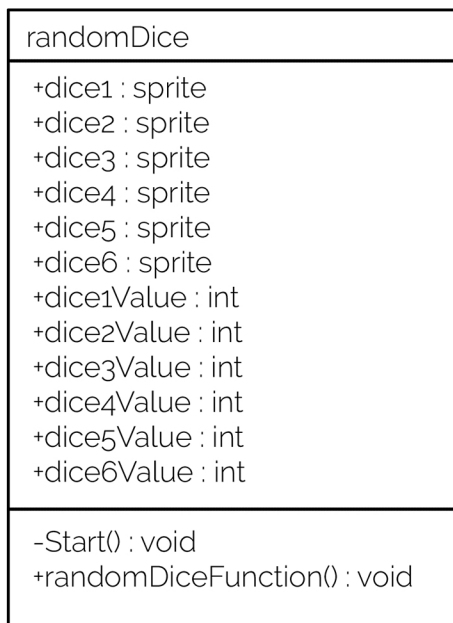 randomDice
+dice1 : sprite
+dice2 : sprite
+dice3 : sprite
+dice4 : sprite
+dice5 : sprite
+dice6 : sprite
+dice1Value : int
+dice2Value : int
+dice3Value : int
+dice4Value : int
+dice5Value : int
+dice6Value : int
-Start() : void
+randomDiceFunction() : void